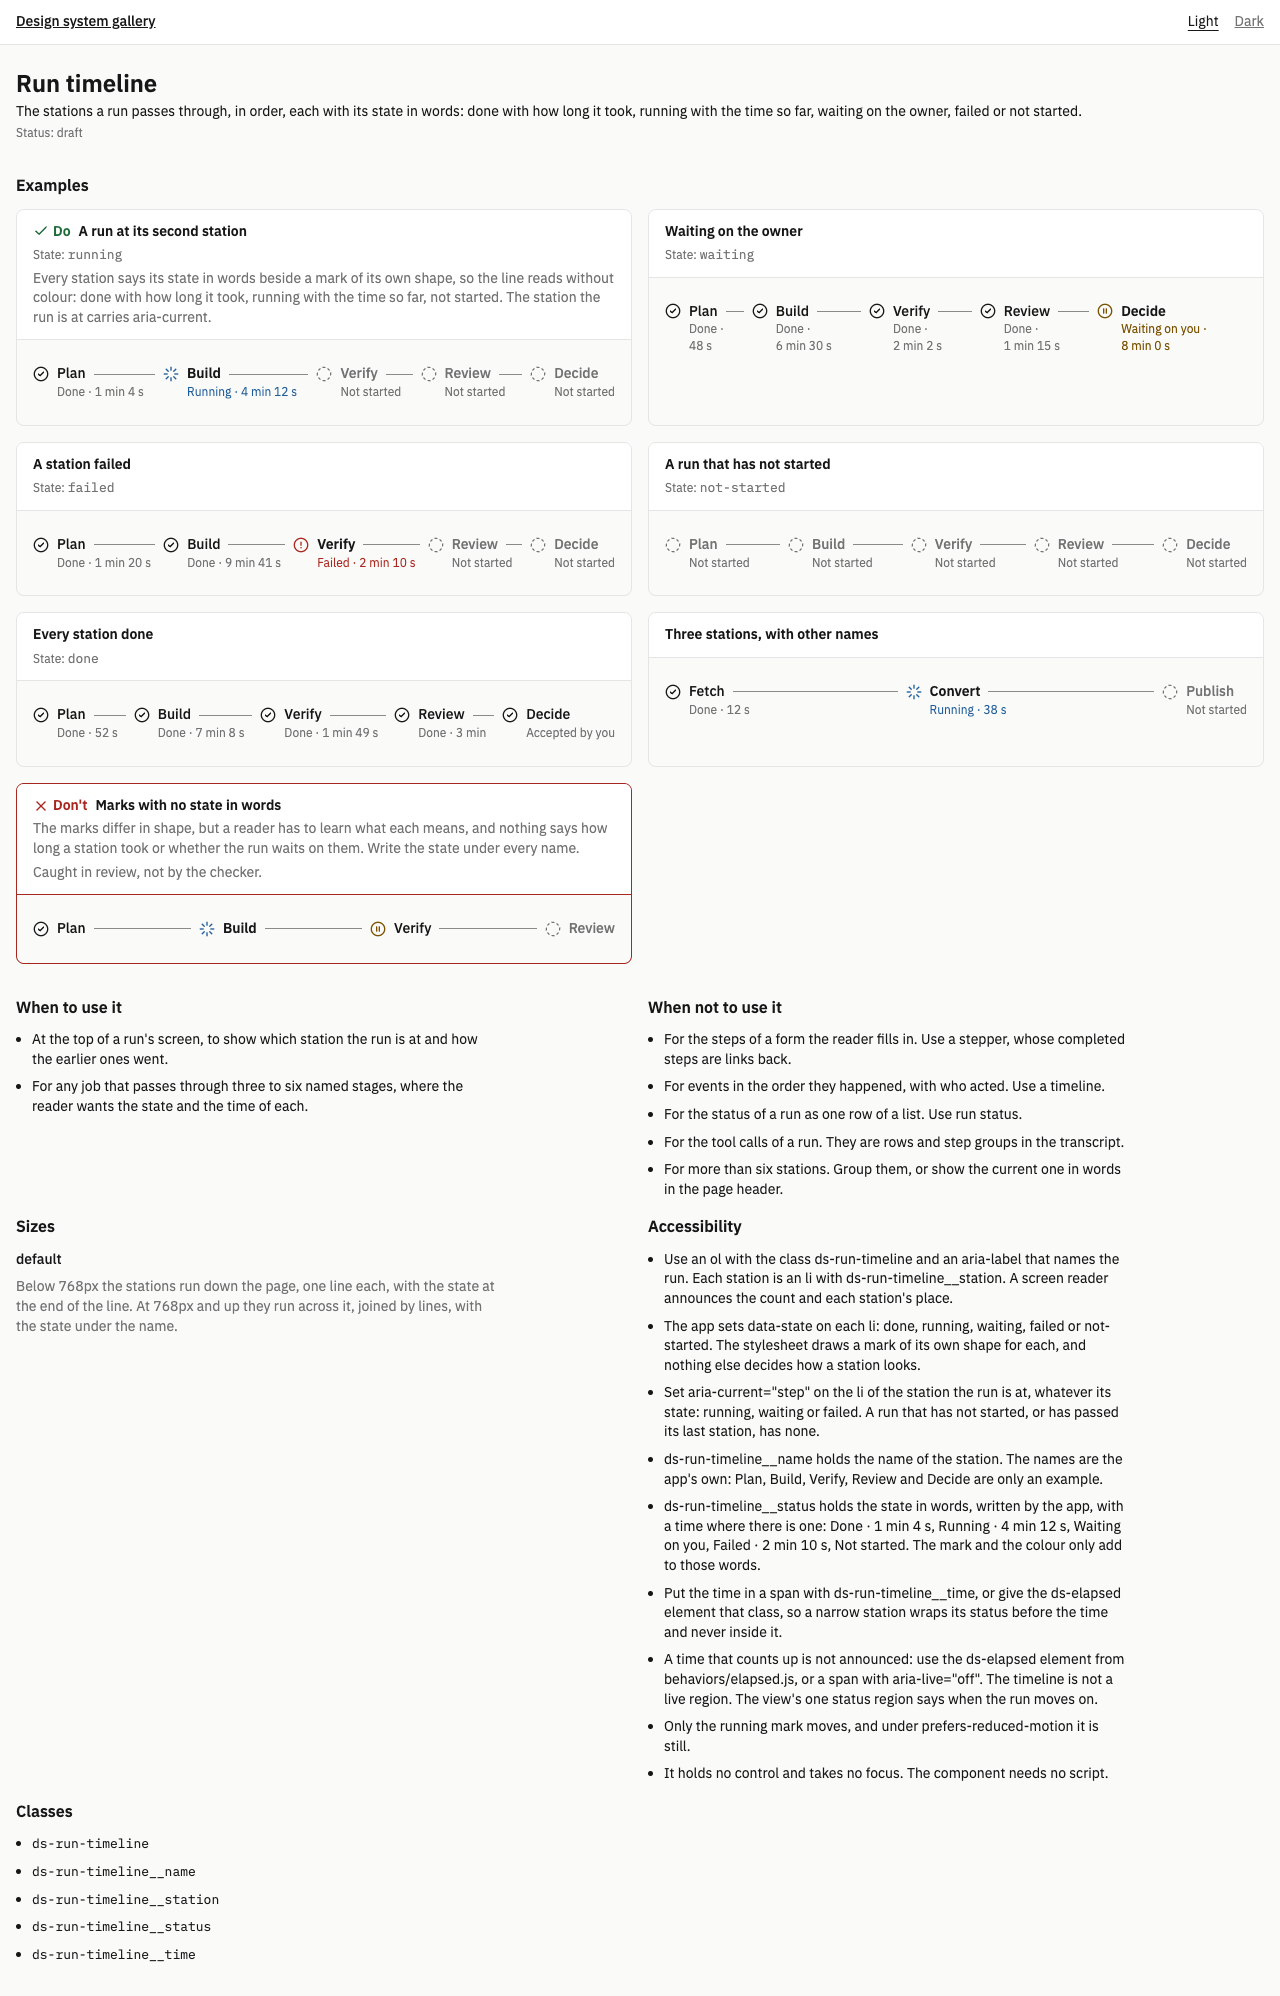 Design system gallery
Light Dark
Run timeline
The stations a run passes through, in order, each with its state in words: done with how long it took, running with the time so far, waiting on the owner, failed or not started.
Status: draft
Examples
Do A run at its second station
State: running
Every station says its state in words beside a mark of its own shape, so the line reads without
colour: done with how long it took, running with the time so far, not started. The station the
run is at carries aria-current.
Plan Build Verify Review Decide
Done · 1 min 4 s Running · 4 min 12 s Not started Not started Not started
Waiting on the owner
State: waiting
Plan Build Verify Review Decide
Done · Done · Done · Done · Waiting on you ·
48 s 6 min 30 s 2 min 2 s 1 min 15 s 8 min 0 s
A station failed
State: failed
Plan Build Verify Review Decide
Done · 1 min 20 s Done · 9 min 41 s Failed · 2 min 10 s Not started Not started
A run that has not started
State: not-started
Plan Build Verify Review Decide
Not started Not started Not started Not started Not started
Every station done
State: done
Plan Build Verify Review Decide
Done · 52 s Done · 7 min 8 s Done · 1 min 49 s Done · 3 min Accepted by you
Three stations, with other names
Fetch Convert Publish
Done · 12 s Running · 38 s Not started
Don't Marks with no state in words
The marks differ in shape, but a reader has to learn what each means, and nothing says how
long a station took or whether the run waits on them. Write the state under every name.
Caught in review, not by the checker.
Plan Build Verify Review
When to use it
At the top of a run's screen, to show which station the run is at and how
the earlier ones went.
For any job that passes through three to six named stages, where the
reader wants the state and the time of each.
When not to use it
For the steps of a form the reader fills in. Use a stepper, whose completed
steps are links back.
For events in the order they happened, with who acted. Use a timeline.
For the status of a run as one row of a list. Use run status.
For the tool calls of a run. They are rows and step groups in the transcript.
For more than six stations. Group them, or show the current one in words
in the page header.
Sizes
default
Below 768px the stations run down the page, one line each, with the state at
the end of the line. At 768px and up they run across it, joined by lines, with
the state under the name.
Accessibility
Use an ol with the class ds-run-timeline and an aria-label that names the
run. Each station is an li with ds-run-timeline__station. A screen reader
announces the count and each station's place.
The app sets data-state on each li: done, running, waiting, failed or not-
started. The stylesheet draws a mark of its own shape for each, and
nothing else decides how a station looks.
Set aria-current="step" on the li of the station the run is at, whatever its
state: running, waiting or failed. A run that has not started, or has passed
its last station, has none.
ds-run-timeline__name holds the name of the station. The names are the
app's own: Plan, Build, Verify, Review and Decide are only an example.
ds-run-timeline__status holds the state in words, written by the app, with
a time where there is one: Done · 1 min 4 s, Running · 4 min 12 s, Waiting
on you, Failed · 2 min 10 s, Not started. The mark and the colour only add
to those words.
Put the time in a span with ds-run-timeline__time, or give the ds-elapsed
element that class, so a narrow station wraps its status before the time
and never inside it.
A time that counts up is not announced: use the ds-elapsed element from
behaviors/elapsed.js, or a span with aria-live="off". The timeline is not a
live region. The view's one status region says when the run moves on.
Only the running mark moves, and under prefers-reduced-motion it is
still.
It holds no control and takes no focus. The component needs no script.
Classes
ds-run-timeline
ds-run-timeline__name
ds-run-timeline__station
ds-run-timeline__status
ds-run-timeline__time